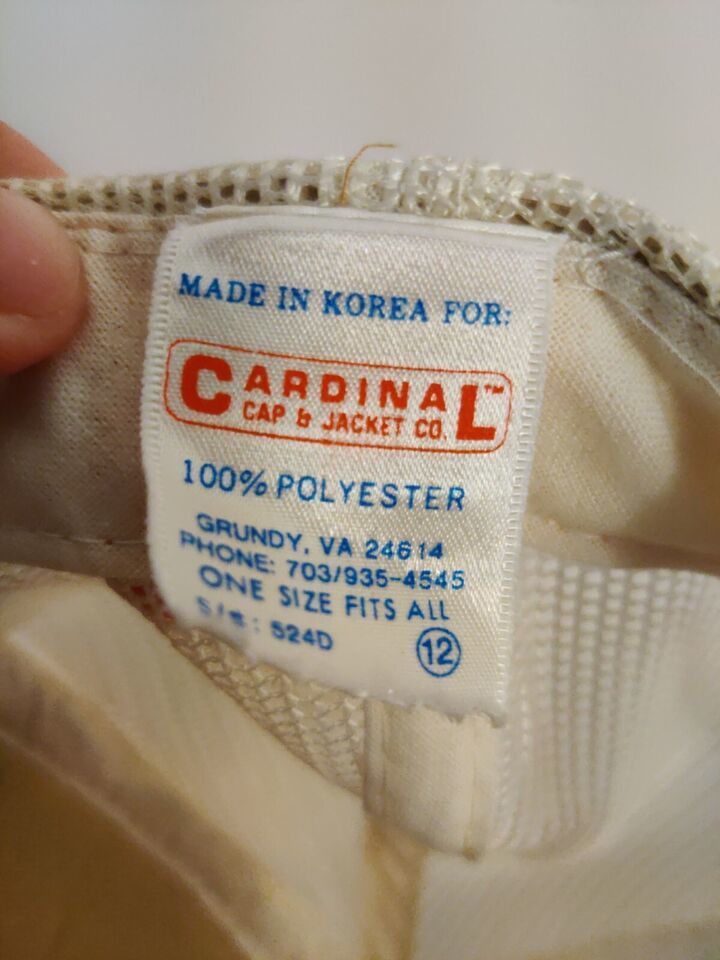 MADE IN KOREA FOR:
CARDINAL™
CAP & JACKET CO.
100% POLYESTER
GRUNDY, VA 24614
PHONE: 703/935-4545
ONE SIZE FITS ALL
S/#: 524D
12